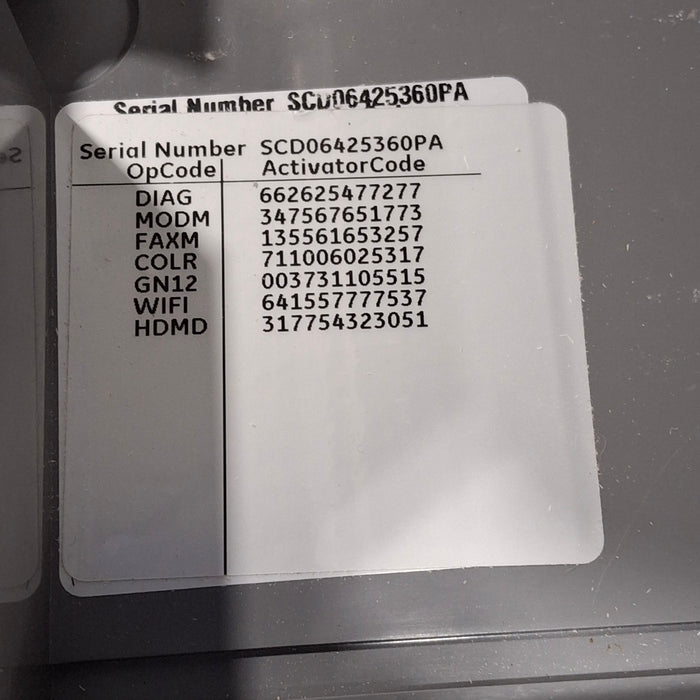 Serial Number SCD06425360PA
Serial Number SCD06425360PA
OpCode ActivatorCode
DIAG 662625477277
MODM 347567651773
FAXM 135561653257
COLR 711006025317
GN12 003731105515
WIFI 641557777537
HDMD 317754323051